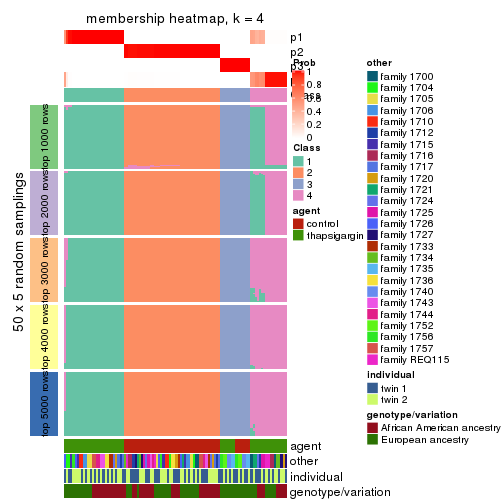 membership heatmap, k = 4
p1
p2
p3
Prob
1
0.8
0.6
0.4
0.2
0
Class
1
2
3
4
agent
control
thapsigargin
50 x 5 random samplings
top 1000 rows
top 2000 rows
top 3000 rows
top 4000 rows
top 5000 rows
agent
other
individual
genotype/variation
other
family 1700
family 1704
family 1705
family 1706
family 1710
family 1712
family 1715
family 1716
family 1717
family 1720
family 1721
family 1724
family 1725
family 1726
family 1727
family 1733
family 1734
family 1735
family 1736
family 1740
family 1743
family 1744
family 1752
family 1756
family 1757
family REQ115
individual
twin 1
twin 2
genotype/variation
African American ancestry
European ancestry